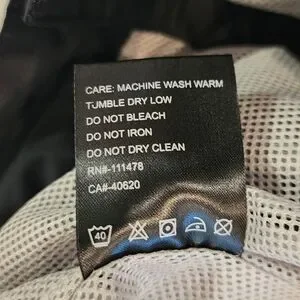 CARE: MACHINE WASH WARM
TUMBLE DRY LOW
DO NOT BLEACH
DO NOT IRON
DO NOT DRY CLEAN
RN#-111478
CA#-40620
40